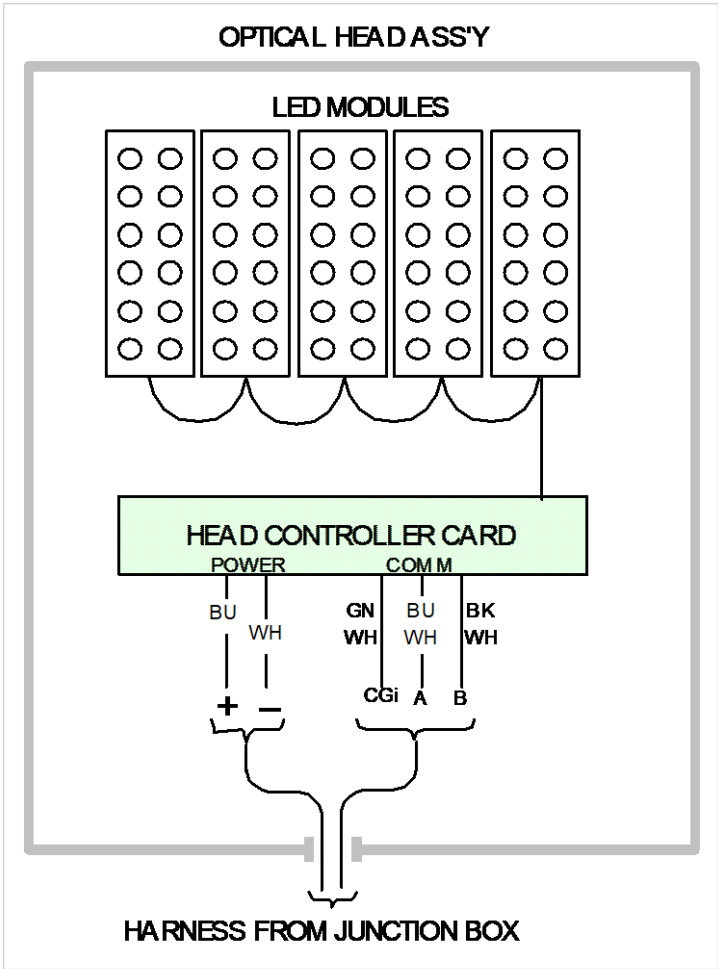 OPTICAL HEAD ASS'Y
LED MODULES
HEAD CONTROLLER CARD
POWER COMM
BU GN BU BK
WH WH WH WH
+ – CGi A B
HARNESS FROM JUNCTION BOX